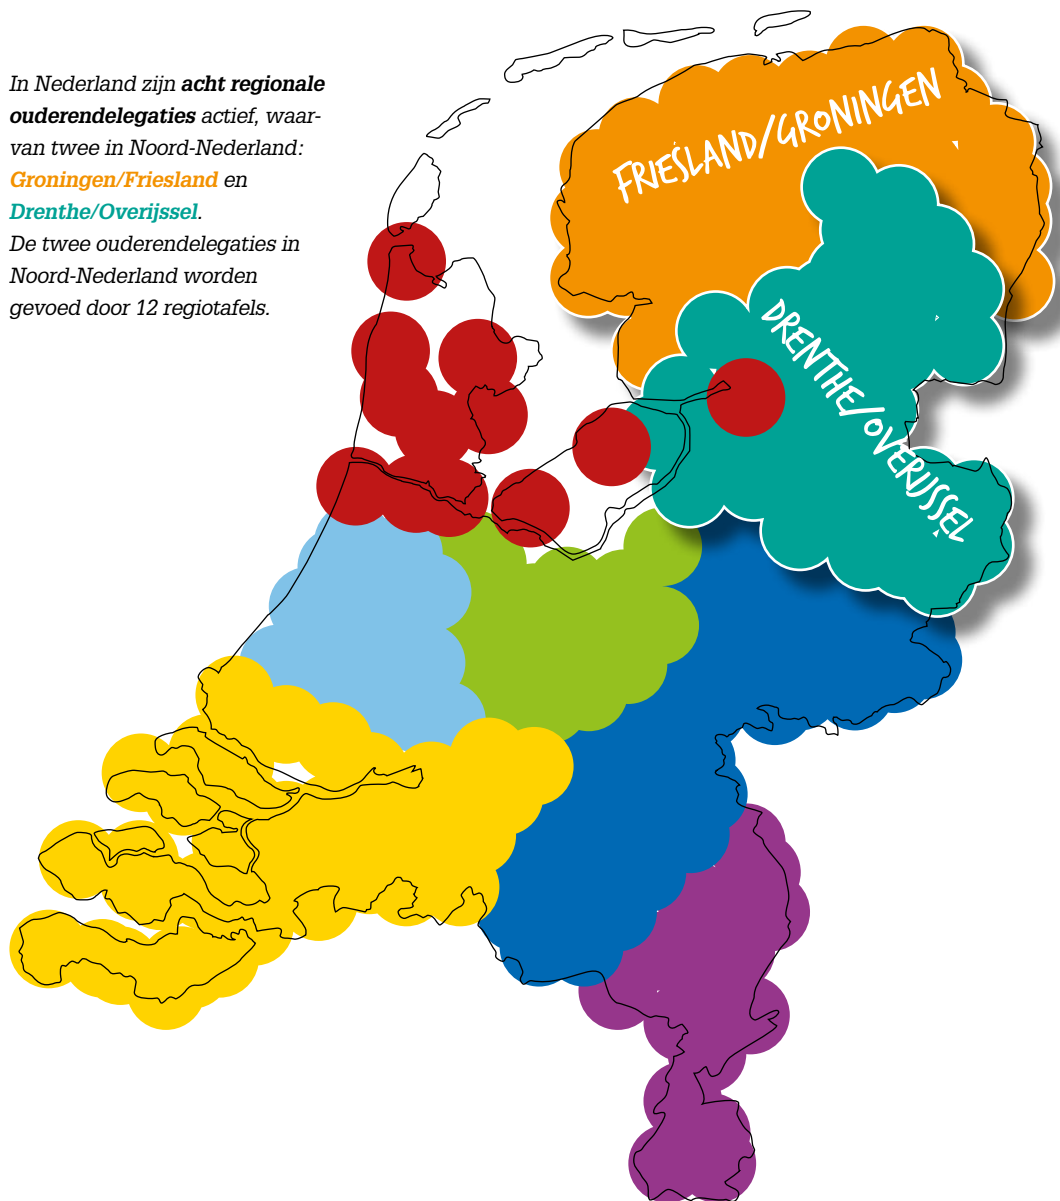 In Nederland zijn acht regionale
ouderendelegaties actief, waar-
van twee in Noord-Nederland:
Groningen/Friesland en
Drenthe/Overijssel.
De twee ouderendelegaties in
Noord-Nederland worden
gevoed door 12 regiotafels.
FRIESLAND/GRONINGEN
DRENTHE/OVERIJSSEL